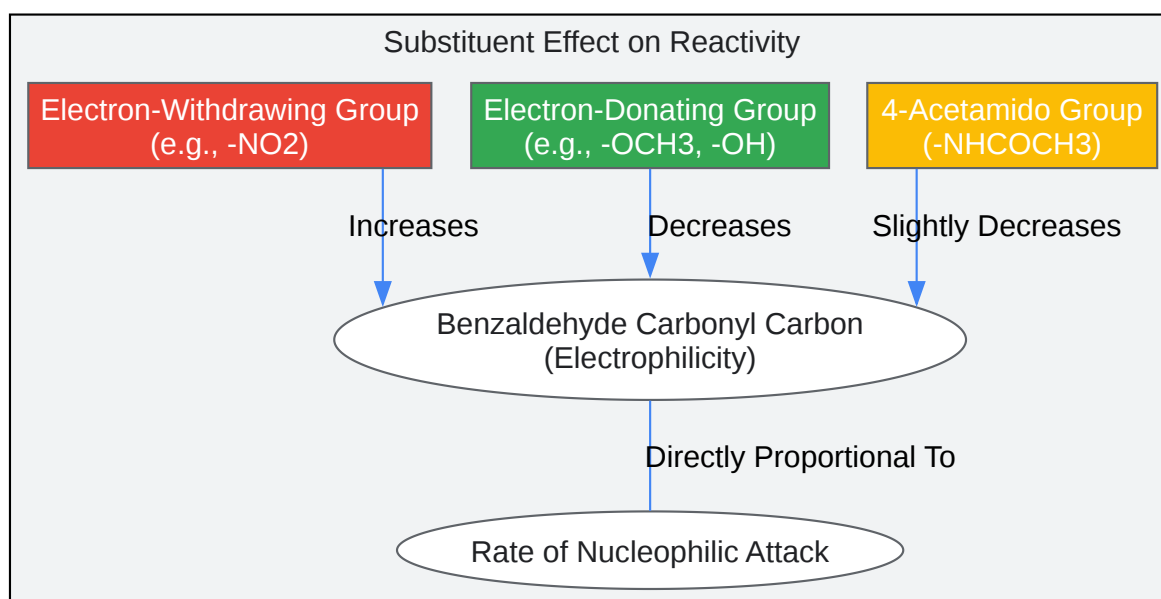 Substituent Effect on Reactivity
Electron-Withdrawing Group
(e.g., -NO2)
Electron-Donating Group
(e.g., -OCH3, -OH)
4-Acetamido Group
(-NHCOCH3)
Increases
Decreases
Slightly Decreases
Benzaldehyde Carbonyl Carbon
(Electrophilicity)
Directly Proportional To
Rate of Nucleophilic Attack